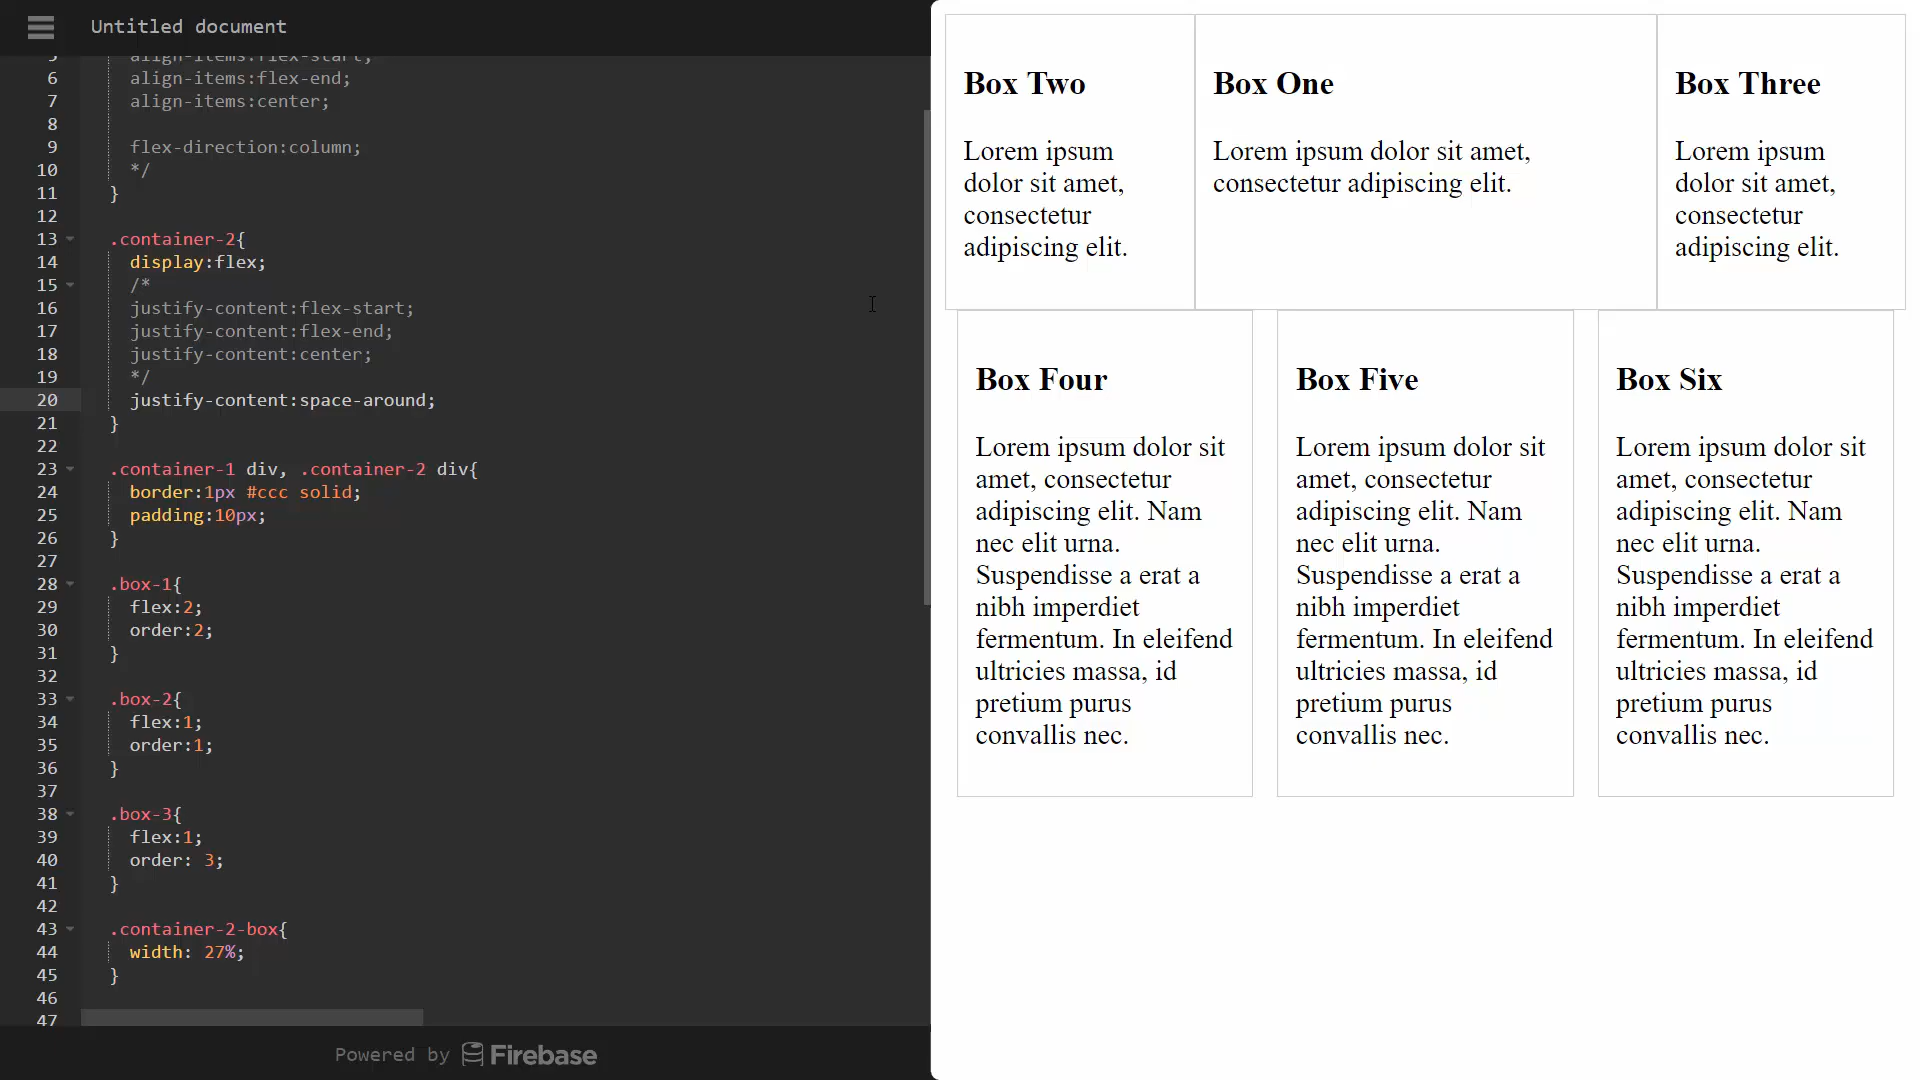 Untitled document
5 align-items:flex-start;
6 align-items:flex-end;
7 align-items:center;
8
9 flex-direction:column;
10 */
11 }
12
13 .container-2{
14 display:flex;
15 /*
16 justify-content:flex-start;
17 justify-content:flex-end;
18 justify-content:center;
19 */
20 justify-content:space-around;
21 }
22
23 .container-1 div, .container-2 div{
24 border:1px #ccc solid;
25 padding:10px;
26 }
27
28 .box-1{
29 flex:2;
30 order:2;
31 }
32
33 .box-2{
34 flex:1;
35 order:1;
36 }
37
38 .box-3{
39 flex:1;
40 order: 3;
41 }
42
43 .container-2-box{
44 width: 27%;
45 }
46
47
Powered by Firebase
Box Two
Lorem ipsum
dolor sit amet,
consectetur
adipiscing elit.
Box One
Lorem ipsum dolor sit amet,
consectetur adipiscing elit.
Box Three
Lorem ipsum
dolor sit amet,
consectetur
adipiscing elit.
Box Four
Lorem ipsum dolor sit
amet, consectetur
adipiscing elit. Nam
nec elit urna.
Suspendisse a erat a
nibh imperdiet
fermentum. In eleifend
ultricies massa, id
pretium purus
convallis nec.
Box Five
Lorem ipsum dolor sit
amet, consectetur
adipiscing elit. Nam
nec elit urna.
Suspendisse a erat a
nibh imperdiet
fermentum. In eleifend
ultricies massa, id
pretium purus
convallis nec.
Box Six
Lorem ipsum dolor sit
amet, consectetur
adipiscing elit. Nam
nec elit urna.
Suspendisse a erat a
nibh imperdiet
fermentum. In eleifend
ultricies massa, id
pretium purus
convallis nec.